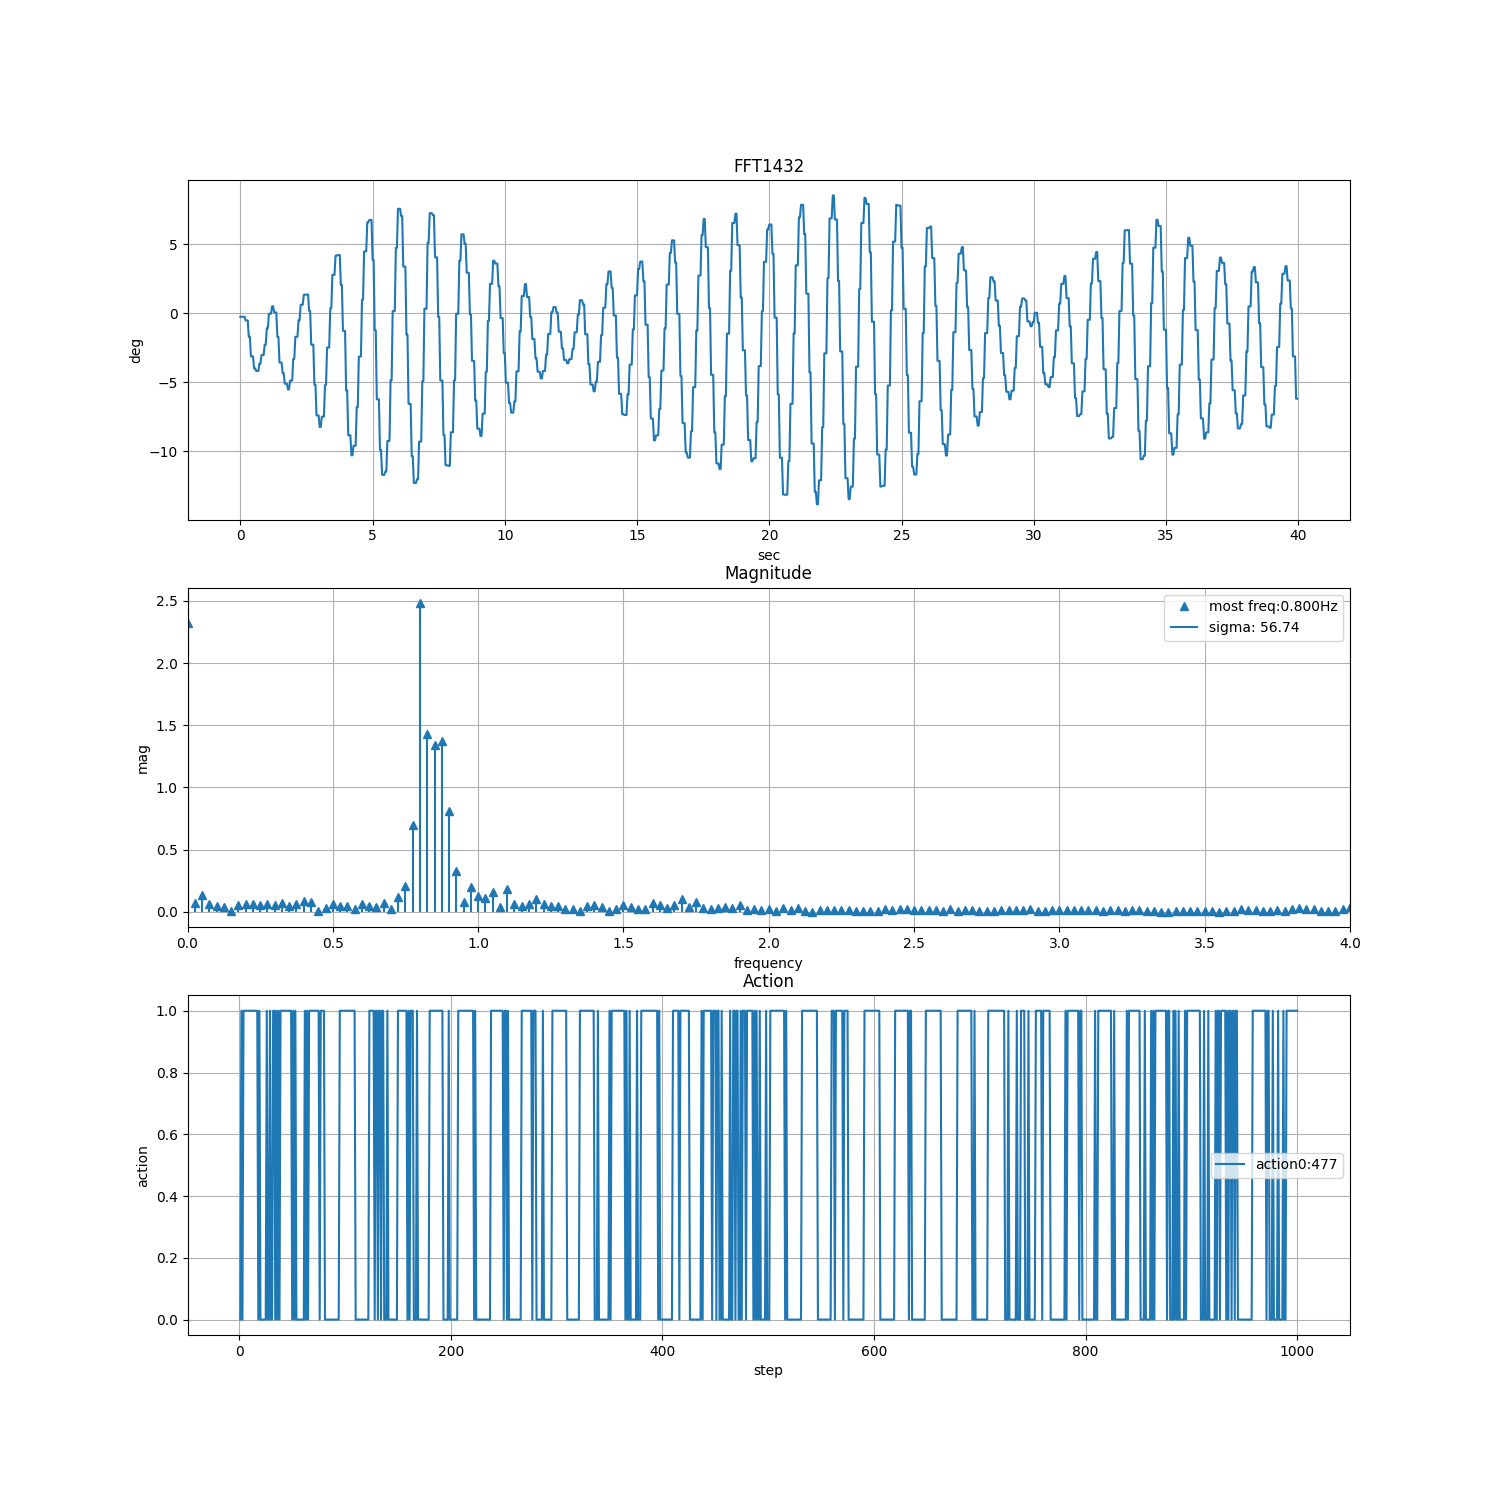 FFT1432
deg
5
0
−5
−10
0 5 10 15 20 25 30 35 40
sec
Magnitude
mag
2.5
2.0
1.5
1.0
0.5
0.0
most freq:0.800Hz
sigma: 56.74
0.0 0.5 1.0 1.5 2.0 2.5 3.0 3.5 4.0
frequency
Action
action
1.0
0.8
0.6
0.4
0.2
0.0
action0:477
0 200 400 600 800 1000
step